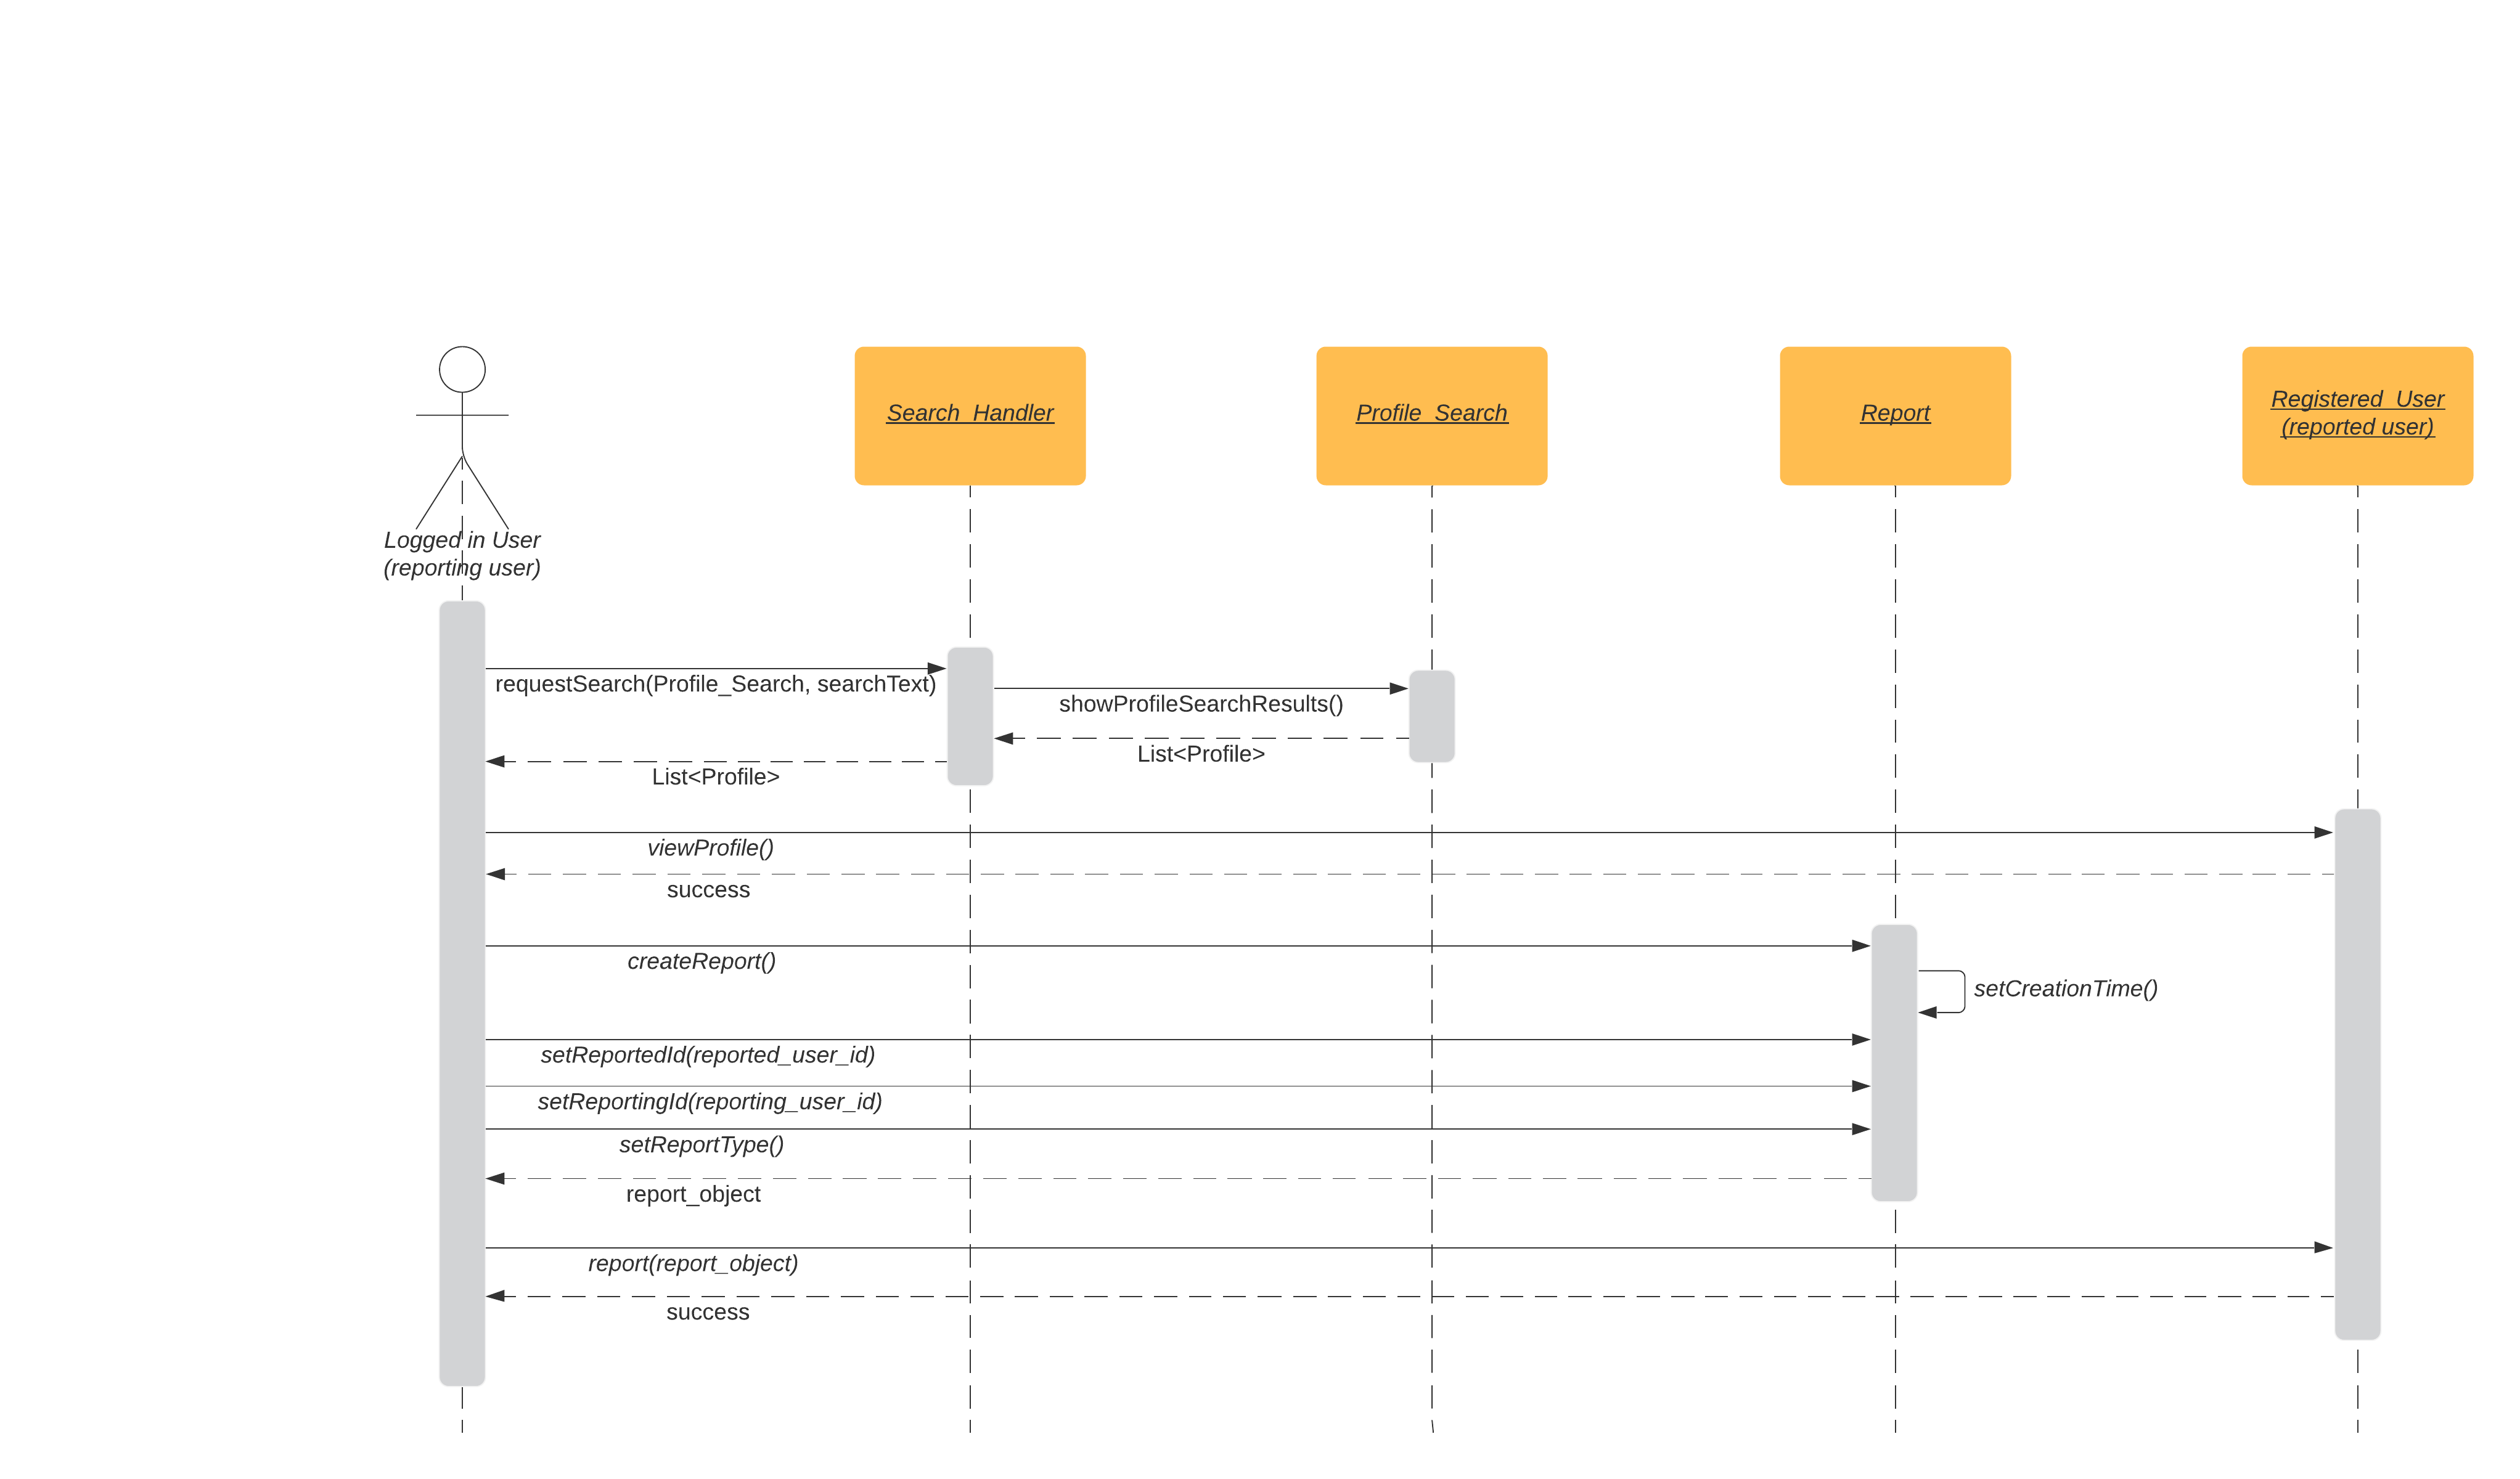 Search_Handler
Profile_Search
Report
Registered_User
(reported user)
Logged in User
(reporting user)
requestSearch(Profile_Search, searchText)
showProfileSearchResults()
List<Profile>
List<Profile>
viewProfile()
success
createReport()
setCreationTime()
setReportedId(reported_user_id)
setReportingId(reporting_user_id)
setReportType()
report_object
report(report_object)
success